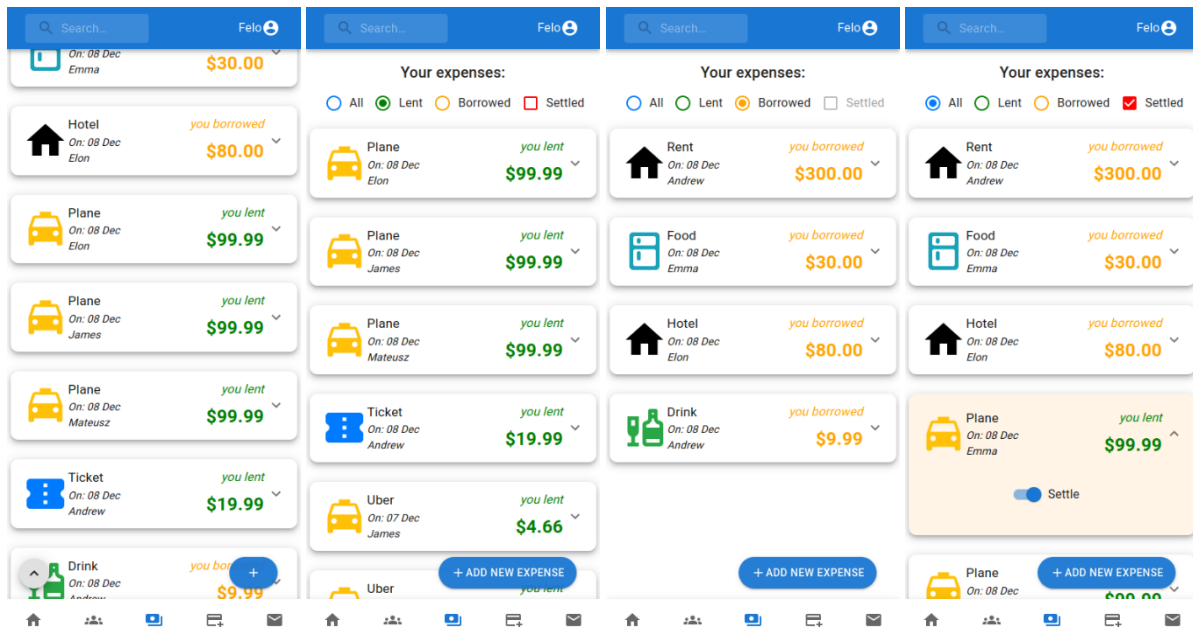 Search...
Felo
On: 08 Dec
Emma
$30.00
Hotel
you borrowed
On: 08 Dec
$80.00
Elon
Plane
you lent
On: 08 Dec
$99.99
Elon
Plane
you lent
On: 08 Dec
$99.99
James
Plane
you lent
On: 08 Dec
$99.99
Mateusz
Ticket
you lent
On: 08 Dec
$19.99
Andrew
Drink
you bor
On: 08 Dec
$9.99
Andrew
+
Search...
Felo
Your expenses:
All Lent Borrowed Settled
Plane
you lent
On: 08 Dec
$99.99
Elon
Plane
you lent
On: 08 Dec
$99.99
James
Plane
you lent
On: 08 Dec
$99.99
Mateusz
Ticket
you lent
On: 08 Dec
$19.99
Andrew
Uber
you lent
On: 07 Dec
$4.66
James
+ ADD NEW EXPENSE
Uber
you lent
Search...
Felo
Your expenses:
All Lent Borrowed Settled
Rent
you borrowed
On: 08 Dec
$300.00
Andrew
Food
you borrowed
On: 08 Dec
$30.00
Emma
Hotel
you borrowed
On: 08 Dec
$80.00
Elon
Drink
you borrowed
On: 08 Dec
$9.99
Andrew
+ ADD NEW EXPENSE
Search...
Felo
Your expenses:
All Lent Borrowed Settled
Rent
you borrowed
On: 08 Dec
$300.00
Andrew
Food
you borrowed
On: 08 Dec
$30.00
Emma
Hotel
you borrowed
On: 08 Dec
$80.00
Elon
Plane
you lent
On: 08 Dec
$99.99
Emma
Settle
Plane
+ ADD NEW EXPENSE
On: 08 Dec
$99.99